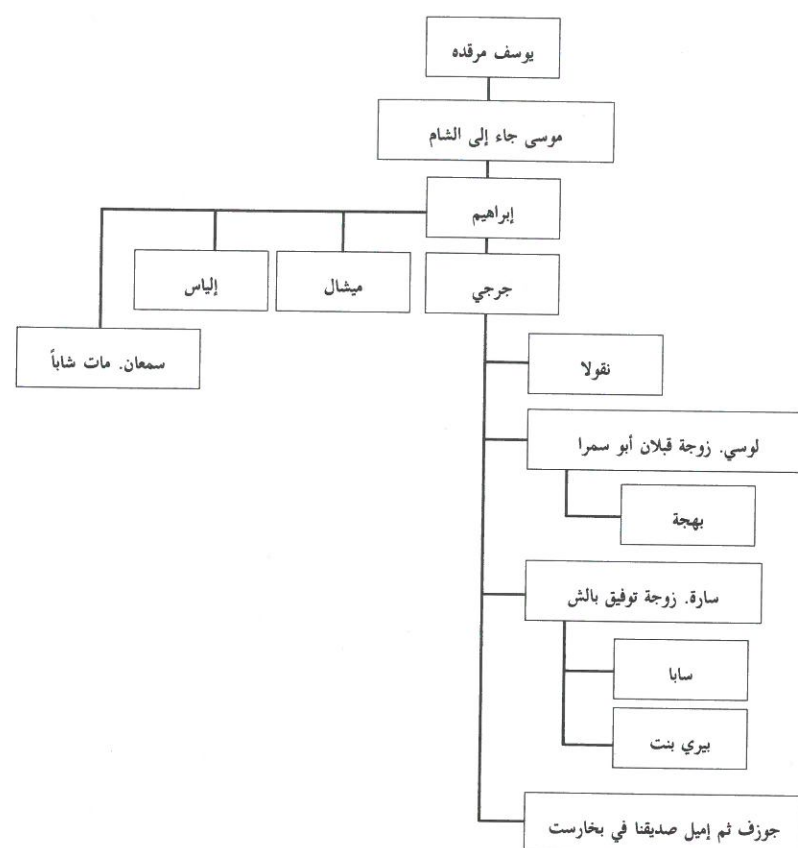 يوسف مرقده
موسى جاء إلى الشام
إبراهيم
جرجي
ميشال
إلياس
سمعان. مات شاباً
نقولا
لوسي. زوجة قبلان أبو سمرا
بهجة
سارة. زوجة توفيق بالش
سابا
بيري بنت
جوزف ثم إميل صديقنا في بخارست